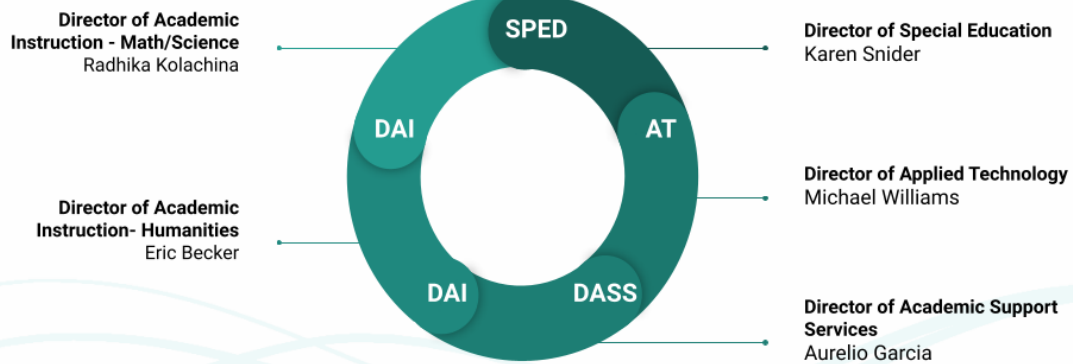 Director of Academic
Instruction - Math/Science
Radhika Kolachina
SPED
Director of Special Education
Karen Snider
DAI
AT
Director of Applied Technology
Michael Williams
Director of Academic
Instruction- Humanities
Eric Becker
DAI
DASS
Director of Academic Support
Services
Aurelio Garcia